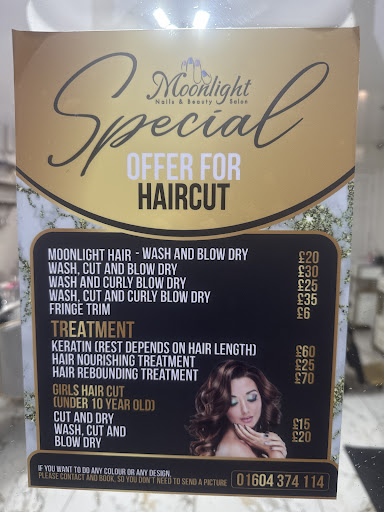 Moonlight
Nails & Beauty Salon
Special
OFFER FOR
HAIRCUT
MOONLIGHT HAIR - WASH AND BLOW DRY £20
WASH, CUT AND BLOW DRY £30
WASH AND CURLY BLOW DRY £25
WASH, CUT AND CURLY BLOW DRY £35
FRINGE TRIM £6
TREATMENT
KERATIN (REST DEPENDS ON HAIR LENGTH) £60
HAIR NOURISHING TREATMENT £25
HAIR REBOUNDING TREATMENT £70
GIRLS HAIR CUT
(UNDER 10 YEAR OLD)
CUT AND DRY £15
WASH, CUT AND £20
BLOW DRY
IF YOU WANT TO DO ANY COLOUR OR ANY DESIGN,
PLEASE CONTACT AND BOOK, SO YOU DON'T NEED TO SEND A PICTURE
01604 374 114